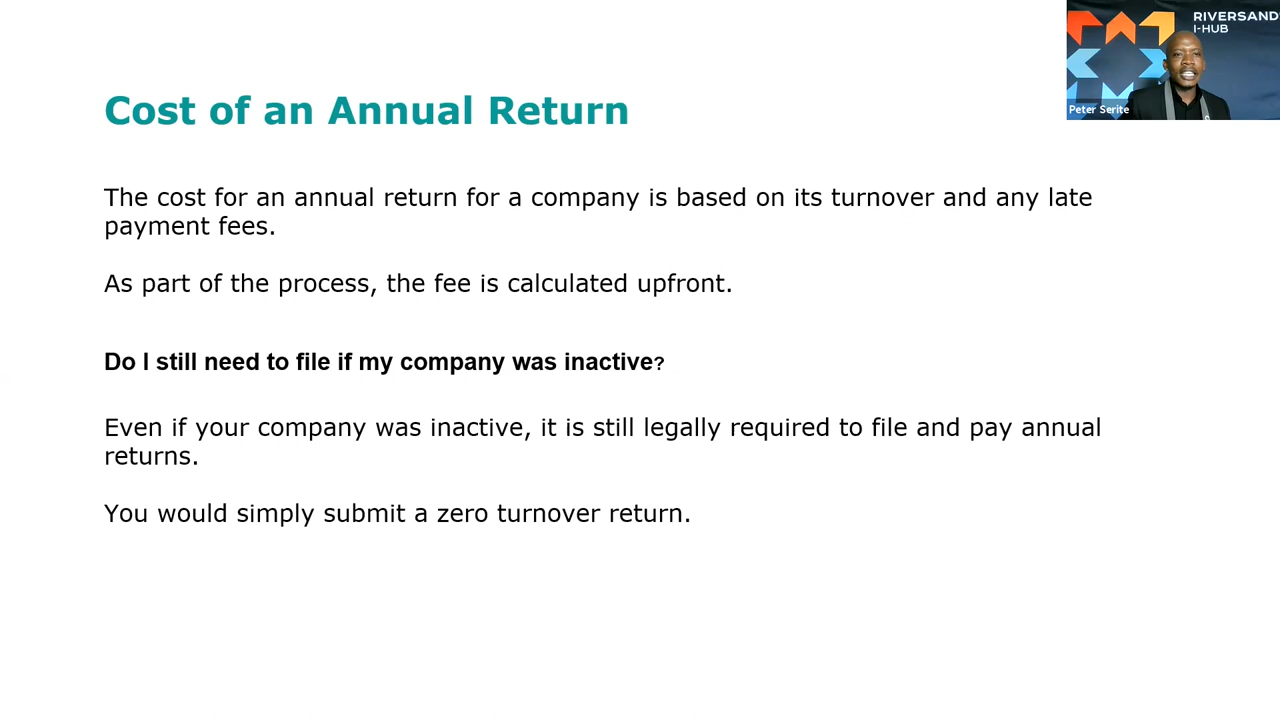 RIVERSAND
I-HUB
Peter Serite
Cost of an Annual Return
The cost for an annual return for a company is based on its turnover and any late
payment fees.
As part of the process, the fee is calculated upfront.
Do I still need to file if my company was inactive?
Even if your company was inactive, it is still legally required to file and pay annual
returns.
You would simply submit a zero turnover return.